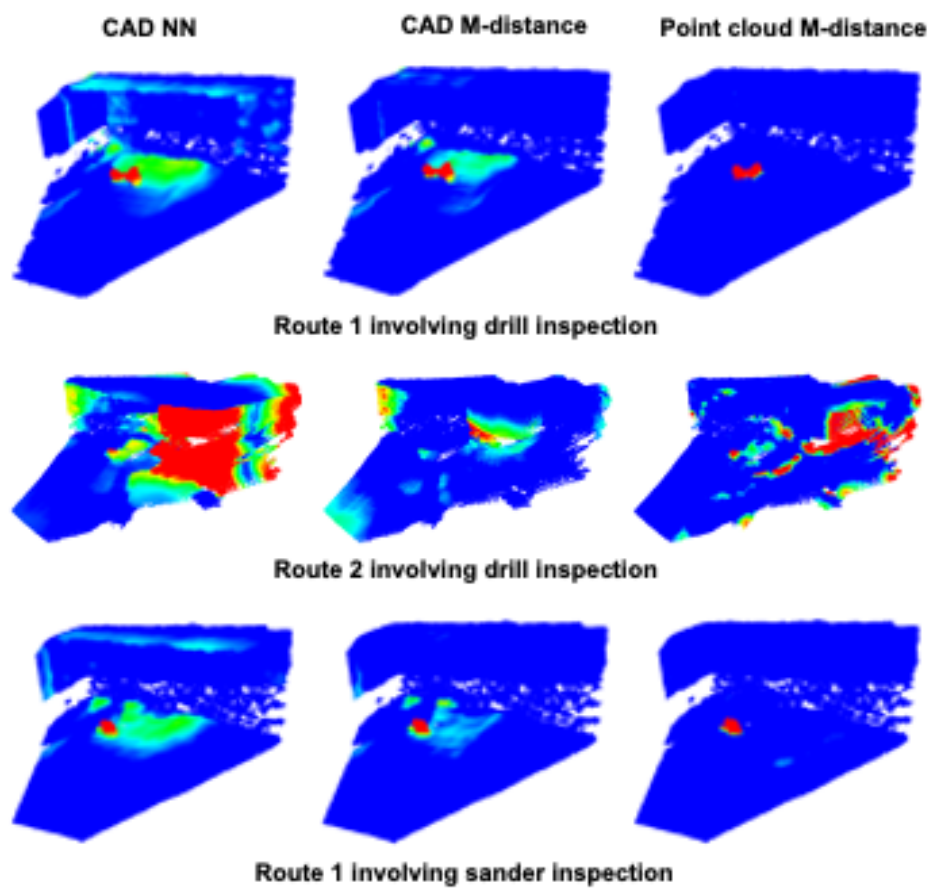 CAD NN
CAD M-distance
Point cloud M-distance
Route 1 involving drill inspection
Route 2 involving drill inspection
Route 1 involving sander inspection